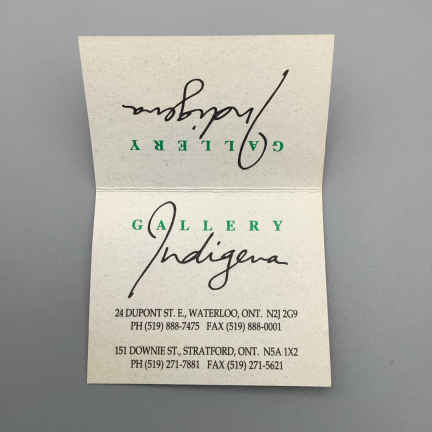 GALLERY
Indigena
GALLERY
Indigena
24 DUPONT ST. E., WATERLOO, ONT. N2J 2G9
PH (519) 888-7475 FAX (519) 888-0001
151 DOWNIE ST., STRATFORD, ONT. N5A 1X2
PH (519) 271-7881 FAX (519) 271-5621